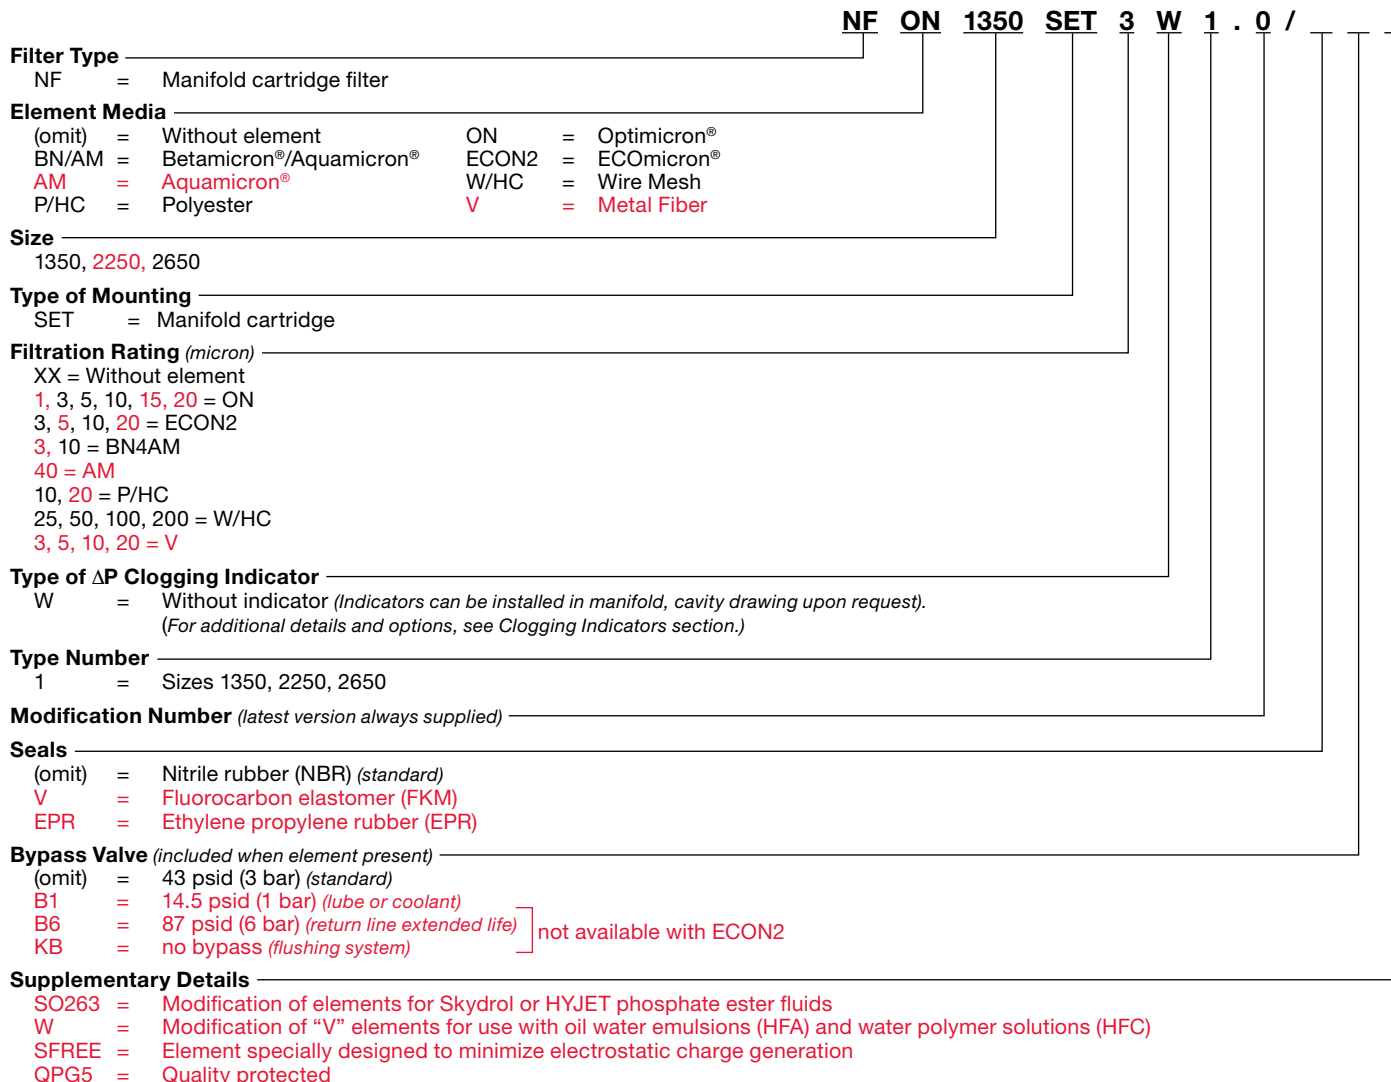 NF ON 1350 SET 3 W 1 . 0 / _ _ _
Filter Type
NF = Manifold cartridge filter
Element Media
(omit) = Without element ON = Optimicron®
BN/AM = Betamicron®/Aquamicron® ECON2 = ECOmicron®
AM = Aquamicron® W/HC = Wire Mesh
P/HC = Polyester V = Metal Fiber
Size
1350, 2250, 2650
Type of Mounting
SET = Manifold cartridge
Filtration Rating (micron)
XX = Without element
1, 3, 5, 10, 15, 20 = ON
3, 5, 10, 20 = ECON2
3, 10 = BN4AM
40 = AM
10, 20 = P/HC
25, 50, 100, 200 = W/HC
3, 5, 10, 20 = V
Type of ΔP Clogging Indicator
W = Without indicator (Indicators can be installed in manifold, cavity drawing upon request).
(For additional details and options, see Clogging Indicators section.)
Type Number
1 = Sizes 1350, 2250, 2650
Modification Number (latest version always supplied)
Seals
(omit) = Nitrile rubber (NBR) (standard)
V = Fluorocarbon elastomer (FKM)
EPR = Ethylene propylene rubber (EPR)
Bypass Valve (included when element present)
(omit) = 43 psid (3 bar) (standard)
B1 = 14.5 psid (1 bar) (lube or coolant)
B6 = 87 psid (6 bar) (return line extended life)
not available with ECON2
KB = no bypass (flushing system)
Supplementary Details
SO263 = Modification of elements for Skydrol or HYJET phosphate ester fluids
W = Modification of “V” elements for use with oil water emulsions (HFA) and water polymer solutions (HFC)
SFREE = Element specially designed to minimize electrostatic charge generation
QPG5 = Quality protected